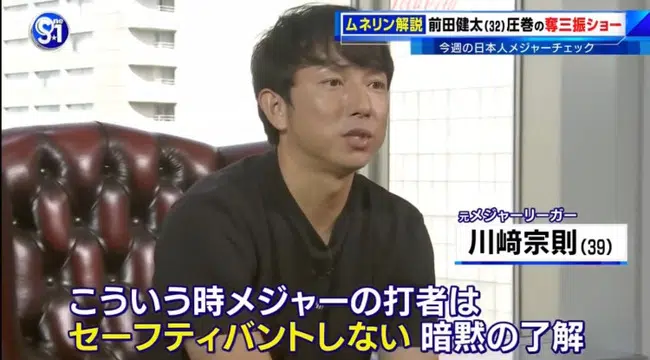 S☆1
ムネリン解説 前田健太(32)圧巻の奪三振ショー
今週の日本人メジャーチェック
元メジャーリーガー
川﨑宗則(39)
こういう時メジャーの打者は
セーフティバントしない 暗黙の了解